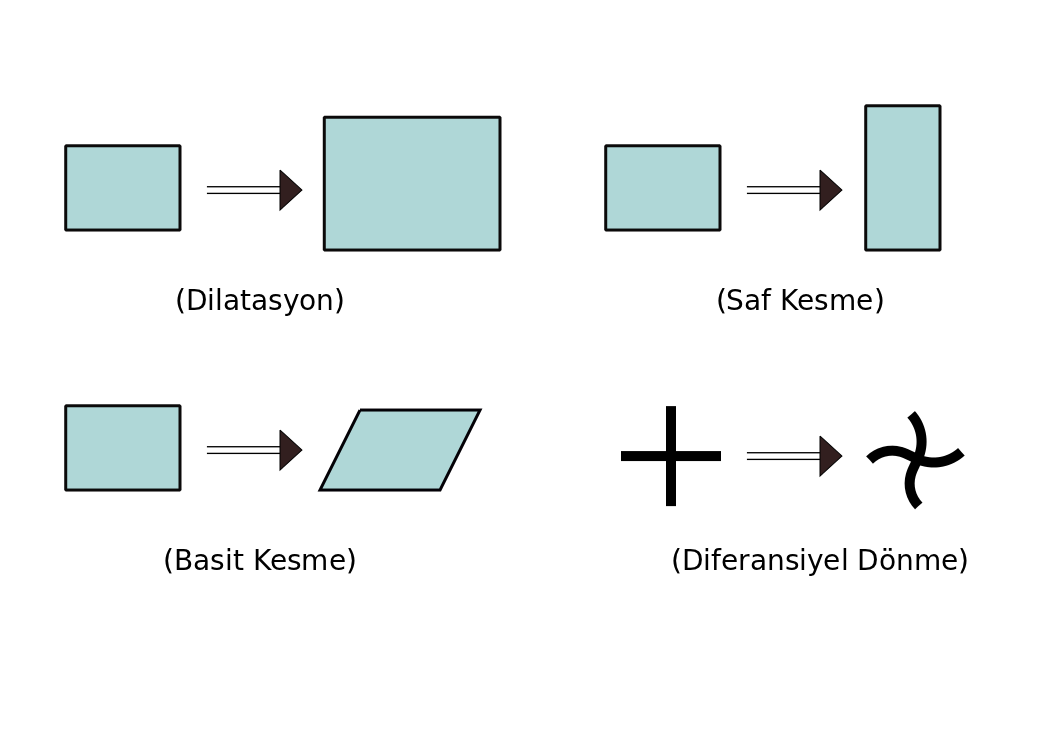 (Dilatasyon)
(Saf Kesme)
(Basit Kesme)
(Diferansiyel Dönme)